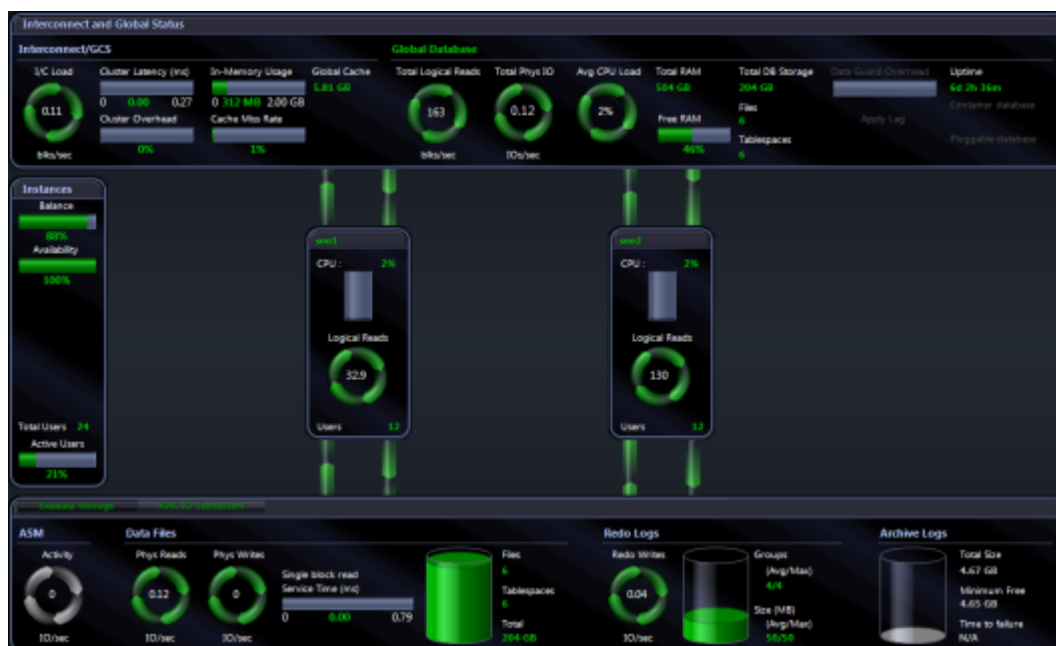 Interconnect and Global Status
Interconnect/GCS
Global Database
I/C Load
Cluster Latency (ms)
In-Memory Usage
Global Cache
Total Logical Reads
Total Phys IO
Avg CPU Load
Total RAM
Total DB Storage
Data Guard Overhead
Uptime
5.81 GB
584 GB
204 GB
6d 2h 36m
0.11
0 0.00 0.27
0 312 MB 2.00 GB
163
0.12
2%
Files
6
Container database
Cluster Overhead
Cache Miss Rate
Free RAM
Apply Lag
Tablespaces
6
Pluggable database
blks/sec
0%
1%
blks/sec
IOs/sec
46%
Instances
Balance
88%
Availability
100%
Total Users 24
Active Users
21%
CPU : 2%
Logical Reads
32.9
Users 12
CPU : 2%
Logical Reads
130
Users 12
Exadata Storage
ASM
Data Files
Redo Logs
Archive Logs
Activity
0
IO/sec
Phys Reads
0.12
IO/sec
Phys Writes
0
IO/sec
Single block read
Service Time (ms)
0 0.00 0.79
Files
6
Tablespaces
6
Total
204 GB
Redo Writes
0.04
IO/sec
Groups
(Avg/Max)
4/4
Size (MB)
(Avg/Max)
50/50
Total Size
4.67 GB
Minimum Free
4.65 GB
Time to failure
N/A